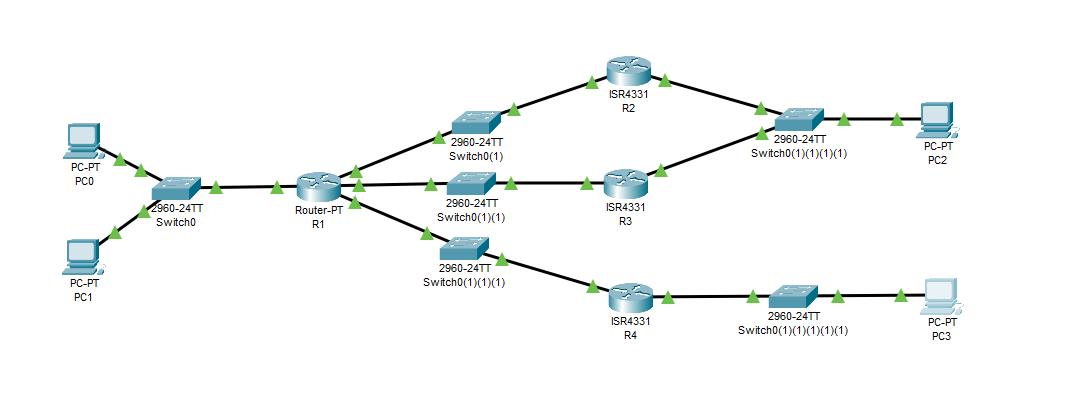 ISR4331
R2
2960-24TT
Switch0(1)
2960-24TT
Switch0(1)(1)(1)(1)
PC-PT
PC2
PC-PT
PC0
2960-24TT
Switch0
Router-PT
R1
2960-24TT
Switch0(1)(1)
ISR4331
R3
PC-PT
PC1
2960-24TT
Switch0(1)(1)(1)
ISR4331
R4
2960-24TT
Switch0(1)(1)(1)(1)(1)
PC-PT
PC3